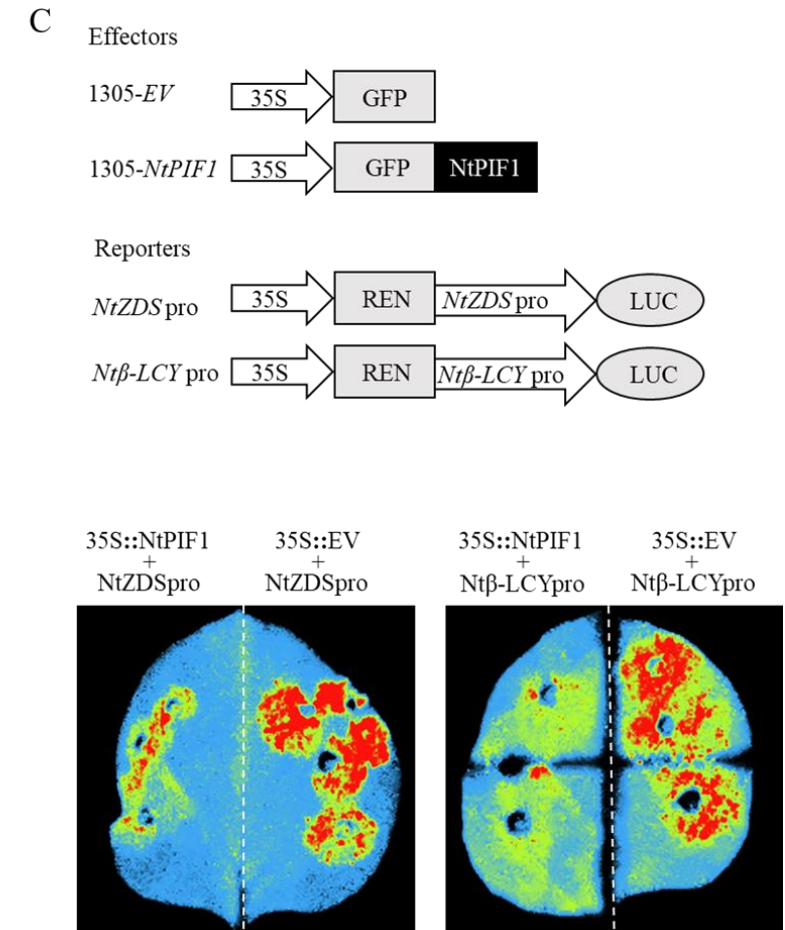 C
Effectors
1305-EV 35S GFP
1305-NtPIF1 35S GFP NtPIF1
Reporters
NtZDS pro 35S REN NtZDS pro LUC
Ntβ-LCY pro 35S REN Ntβ-LCY pro LUC
35S::NtPIF1 35S::EV 35S::NtPIF1 35S::EV
+ + + +
NtZDSpro NtZDSpro Ntβ-LCYpro Ntβ-LCYpro